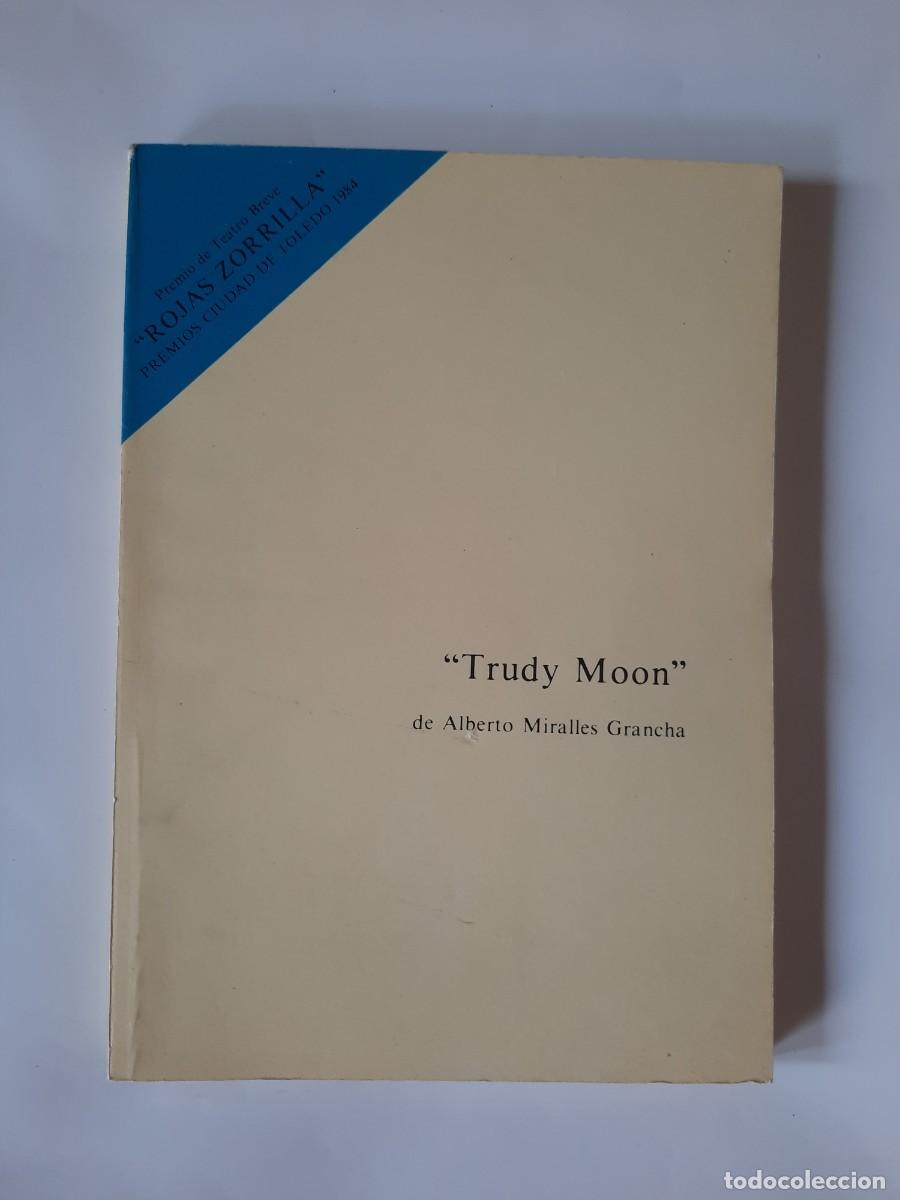 Premio de Teatro Breve
“ROJAS ZORRILLA”
PREMIOS CIUDAD DE TOLEDO 1984
“Trudy Moon”
de Alberto Miralles Grancha
todocoleccion